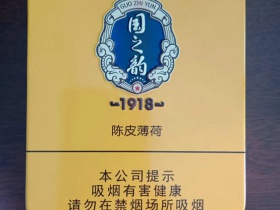 GUO ZHI YUN
国之韵
1918
陈皮薄荷
本公司提示
吸烟有害健康
请勿在禁烟场所吸烟